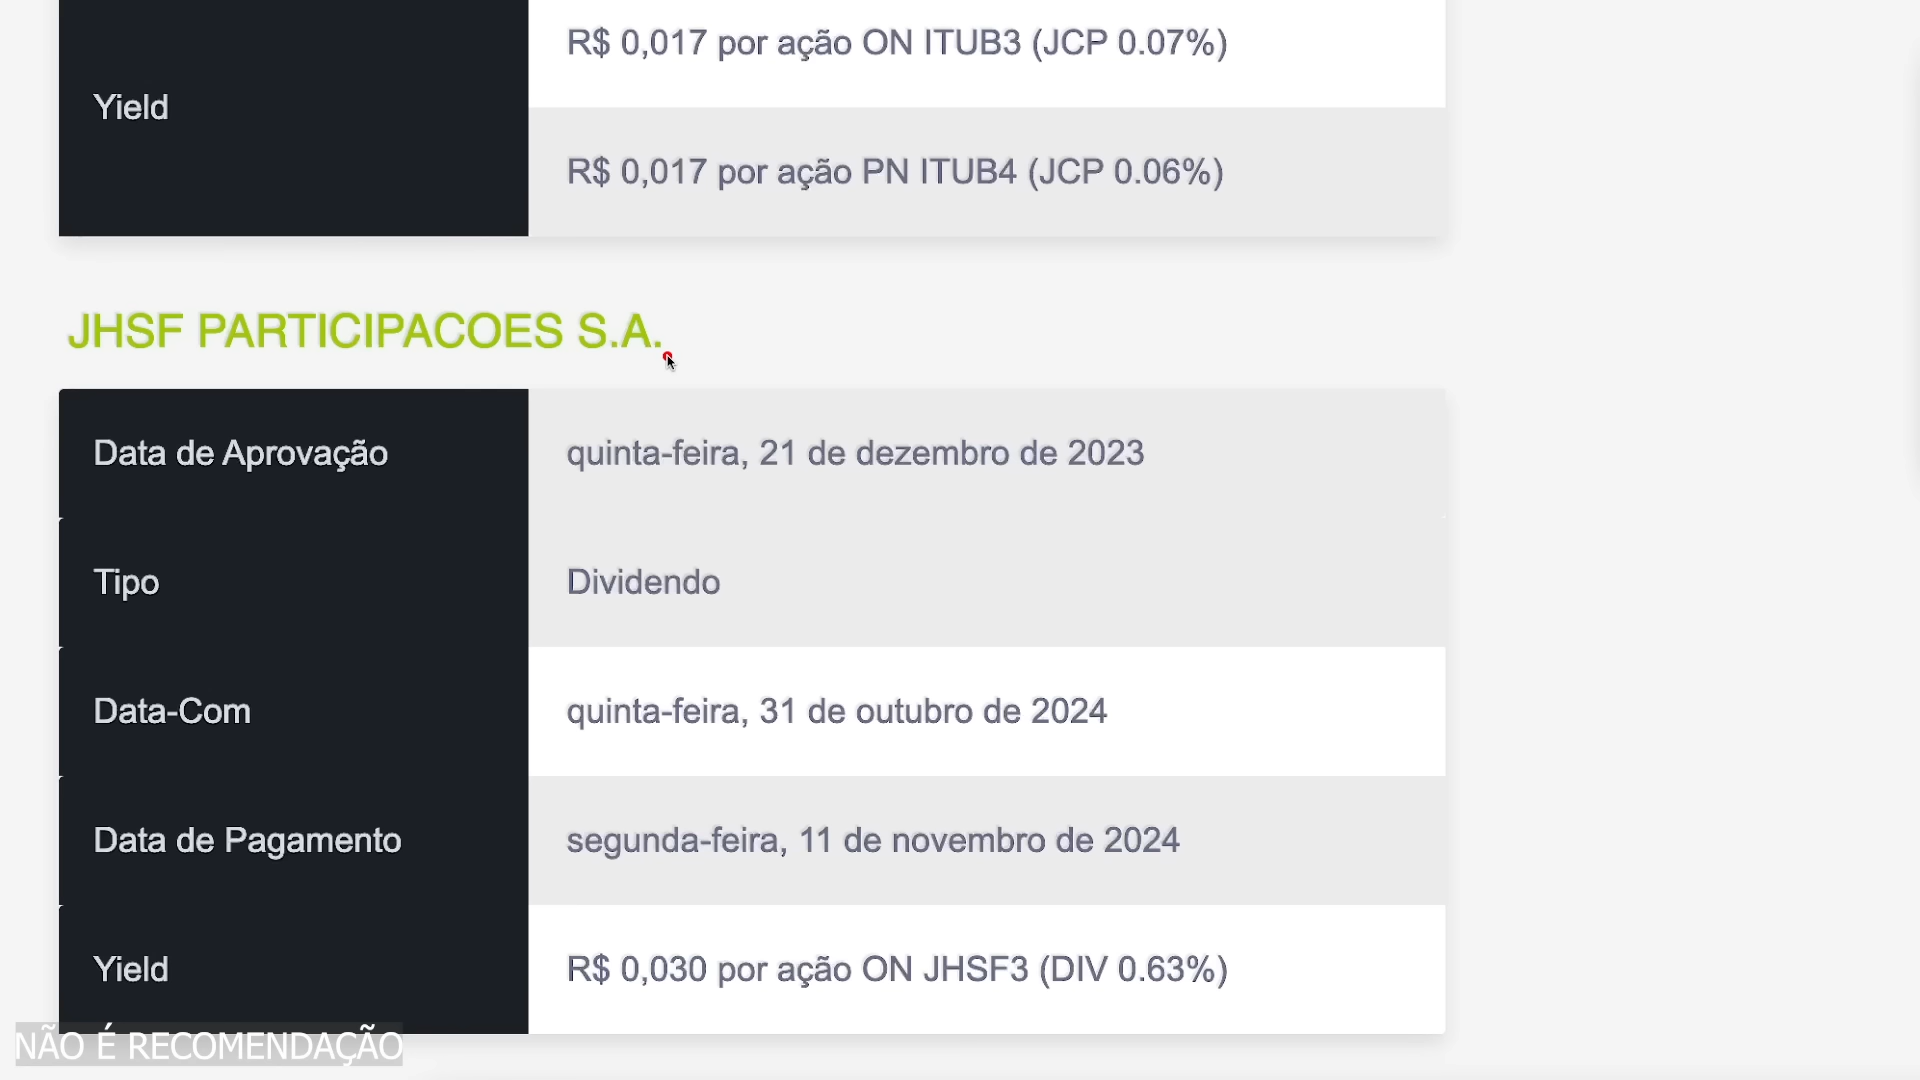 R$ 0,017 por ação ON ITUB3 (JCP 0.07%)
Yield
R$ 0,017 por ação PN ITUB4 (JCP 0.06%)
JHSF PARTICIPACOES S.A.
Data de Aprovação quinta-feira, 21 de dezembro de 2023
Tipo Dividendo
Data-Com quinta-feira, 31 de outubro de 2024
Data de Pagamento segunda-feira, 11 de novembro de 2024
Yield R$ 0,030 por ação ON JHSF3 (DIV 0.63%)
NÃO É RECOMENDAÇÃO